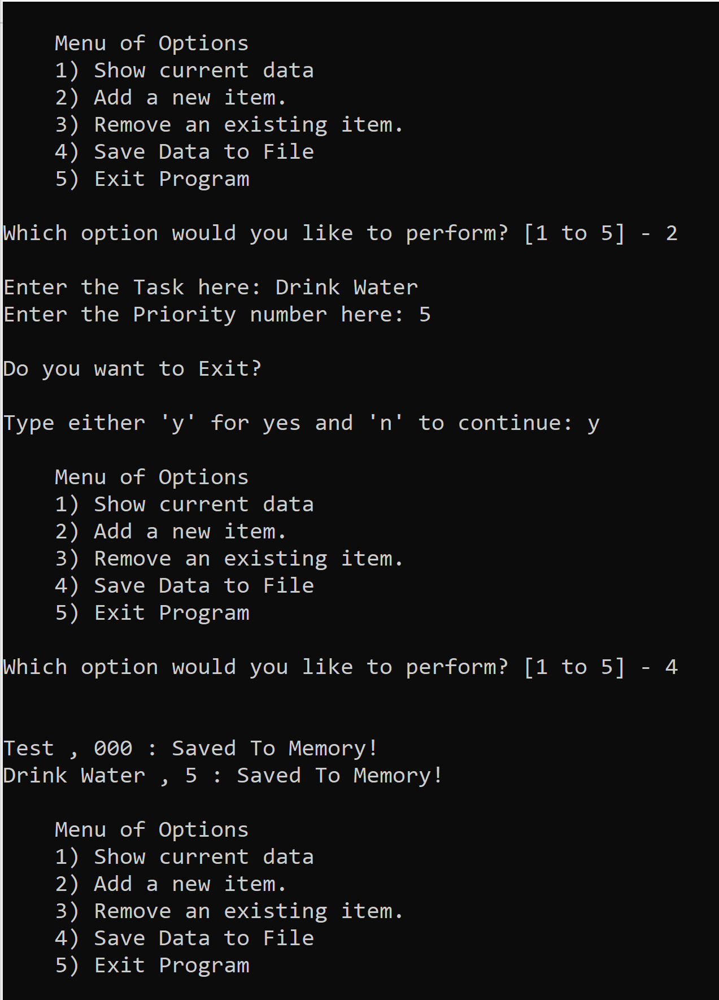 Menu of Options
1) Show current data
2) Add a new item.
3) Remove an existing item.
4) Save Data to File
5) Exit Program
Which option would you like to perform? [1 to 5] - 2
Enter the Task here: Drink Water
Enter the Priority number here: 5
Do you want to Exit?
Type either 'y' for yes and 'n' to continue: y
Menu of Options
1) Show current data
2) Add a new item.
3) Remove an existing item.
4) Save Data to File
5) Exit Program
Which option would you like to perform? [1 to 5] - 4
Test , 000 : Saved To Memory!
Drink Water , 5 : Saved To Memory!
Menu of Options
1) Show current data
2) Add a new item.
3) Remove an existing item.
4) Save Data to File
5) Exit Program